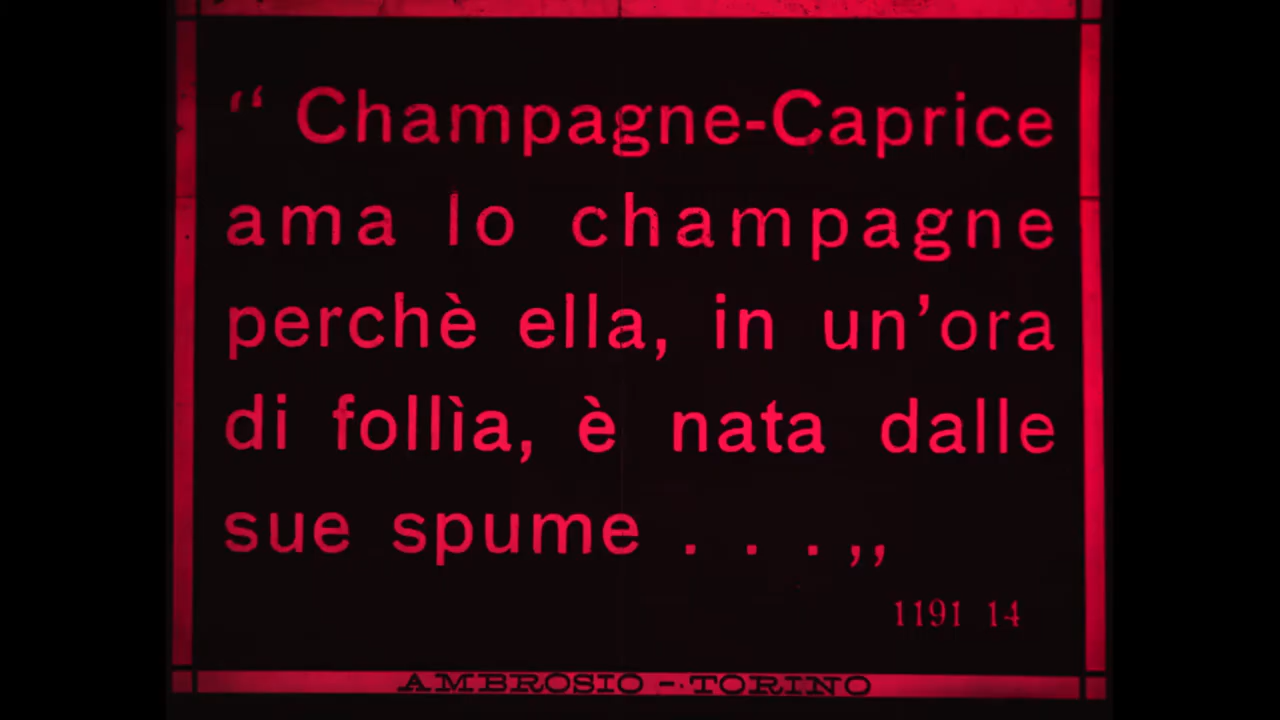 “ Champagne-Caprice
ama lo champagne
perchè ella, in un’ora
di follìa, è nata dalle
sue spume . . . ,,
1191 14
AMBROSIO - TORINO